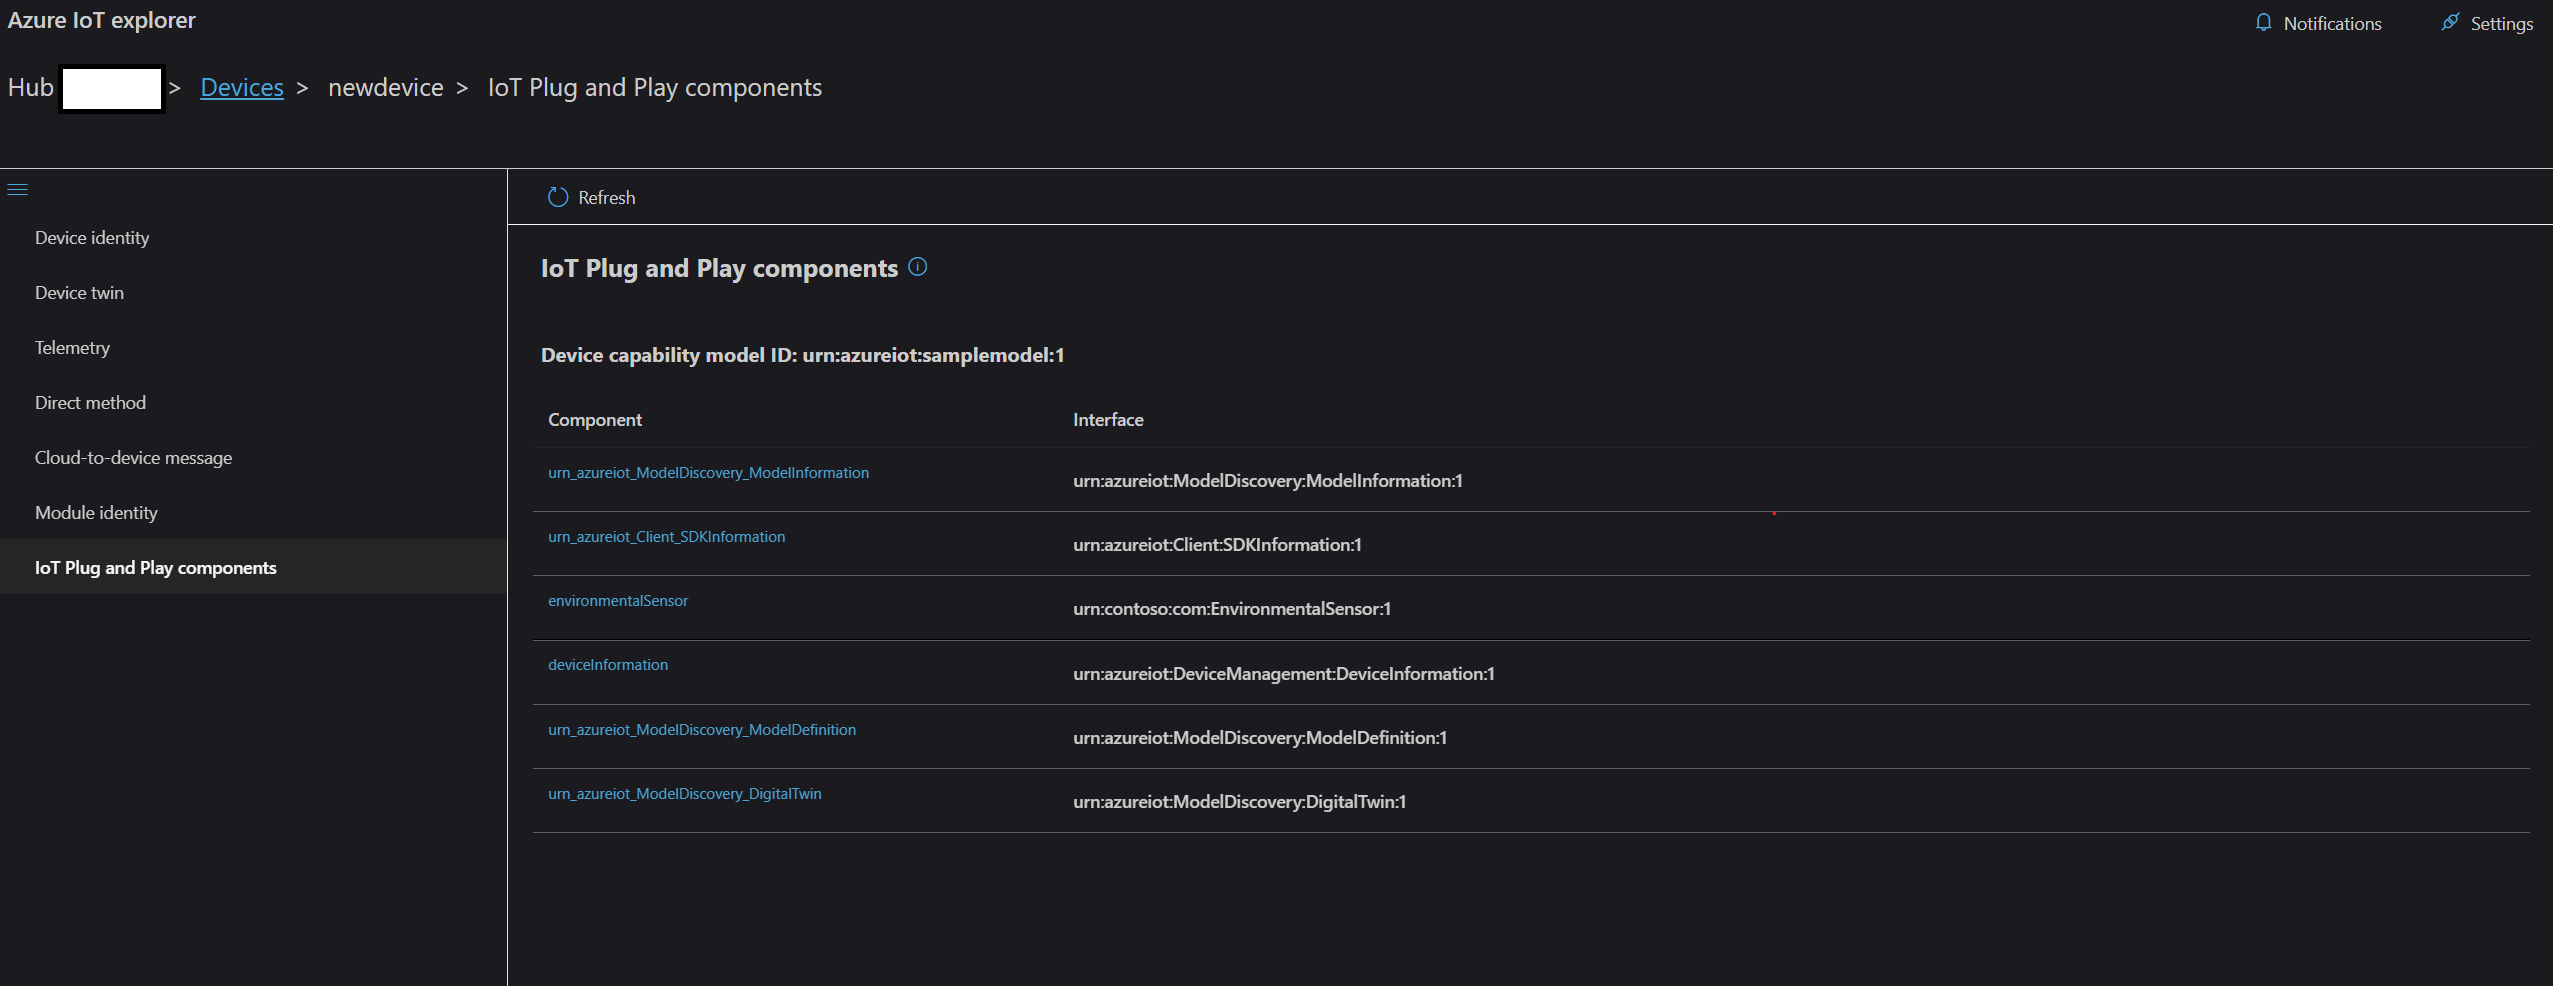 Azure IoT explorer
Notifications
Settings
Hub > Devices > newdevice > IoT Plug and Play components
Refresh
Device identity
Device twin
Telemetry
Direct method
Cloud-to-device message
Module identity
IoT Plug and Play components
IoT Plug and Play components
Device capability model ID: urn:azureiot:samplemodel:1
Component Interface
urn_azureiot_ModelDiscovery_ModelInformation urn:azureiot:ModelDiscovery:ModelInformation:1
urn_azureiot_Client_SDKInformation urn:azureiot:Client:SDKInformation:1
environmentalSensor urn:contoso:com:EnvironmentalSensor:1
deviceInformation urn:azureiot:DeviceManagement:DeviceInformation:1
urn_azureiot_ModelDiscovery_ModelDefinition urn:azureiot:ModelDiscovery:ModelDefinition:1
urn_azureiot_ModelDiscovery_DigitalTwin urn:azureiot:ModelDiscovery:DigitalTwin:1